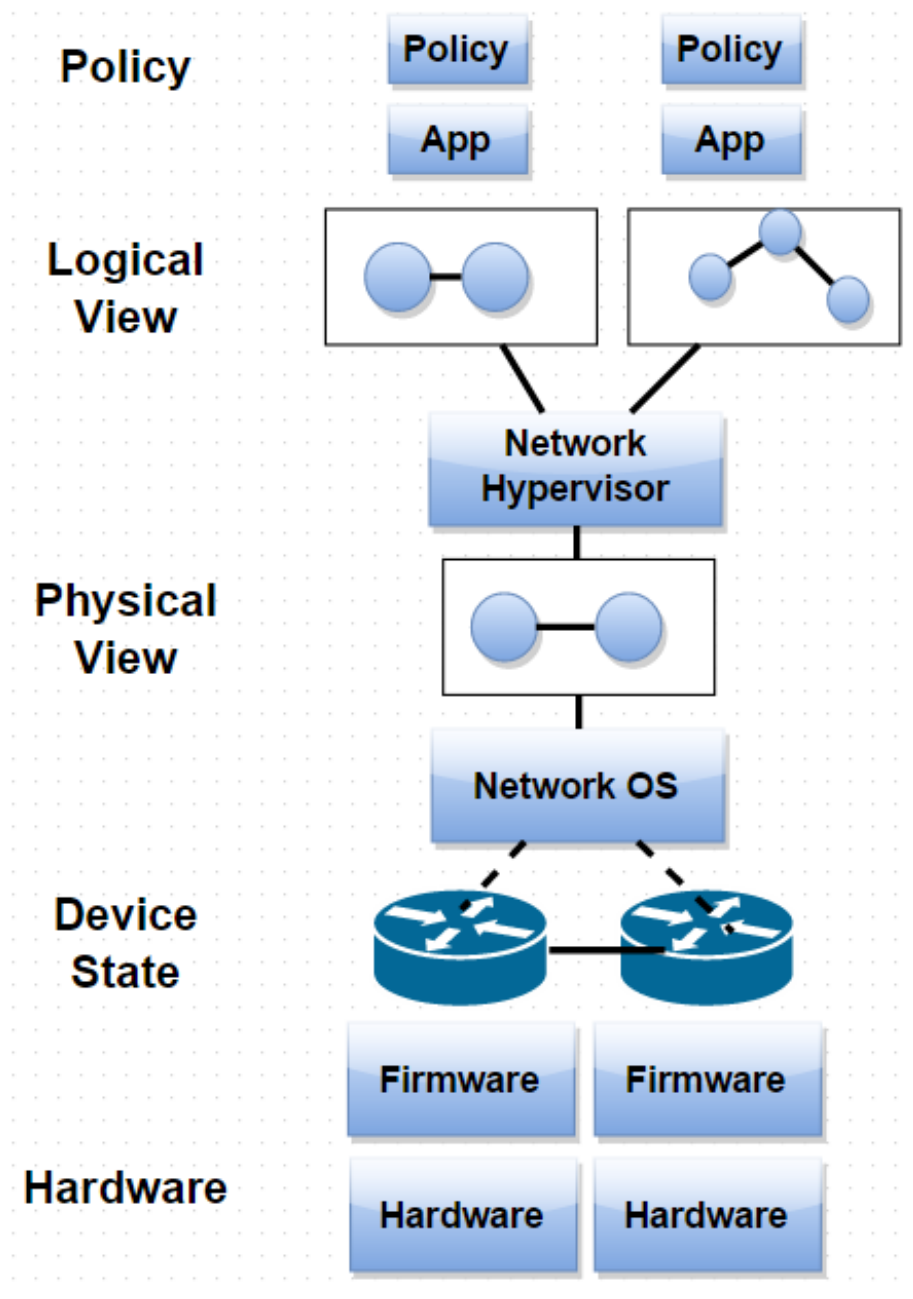 Policy
Policy
Policy
App
App
Logical
View
Network
Hypervisor
Physical
View
Network OS
Device
State
Firmware
Firmware
Hardware
Hardware
Hardware